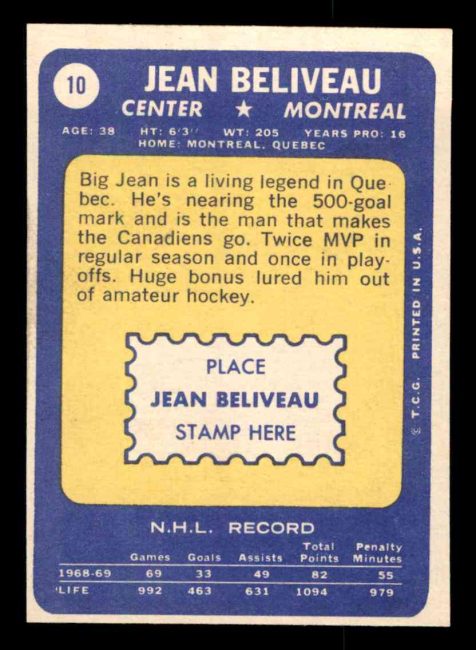 10
JEAN BELIVEAU
CENTER ★ MONTREAL
AGE: 38 HT: 6'3" WT: 205 YEARS PRO: 16
HOME: MONTREAL, QUEBEC
Big Jean is a living legend in Que-
bec. He's nearing the 500-goal
mark and is the man that makes
the Canadiens go. Twice MVP in
regular season and once in play-
offs. Huge bonus lured him out
of amateur hockey.
PLACE
JEAN BELIVEAU
STAMP HERE
© T.C.G. PRINTED IN U.S.A.
N.H.L. RECORD
Games Goals Assists Total Points Penalty Minutes
1968-69 69 33 49 82 55
LIFE 992 463 631 1094 979